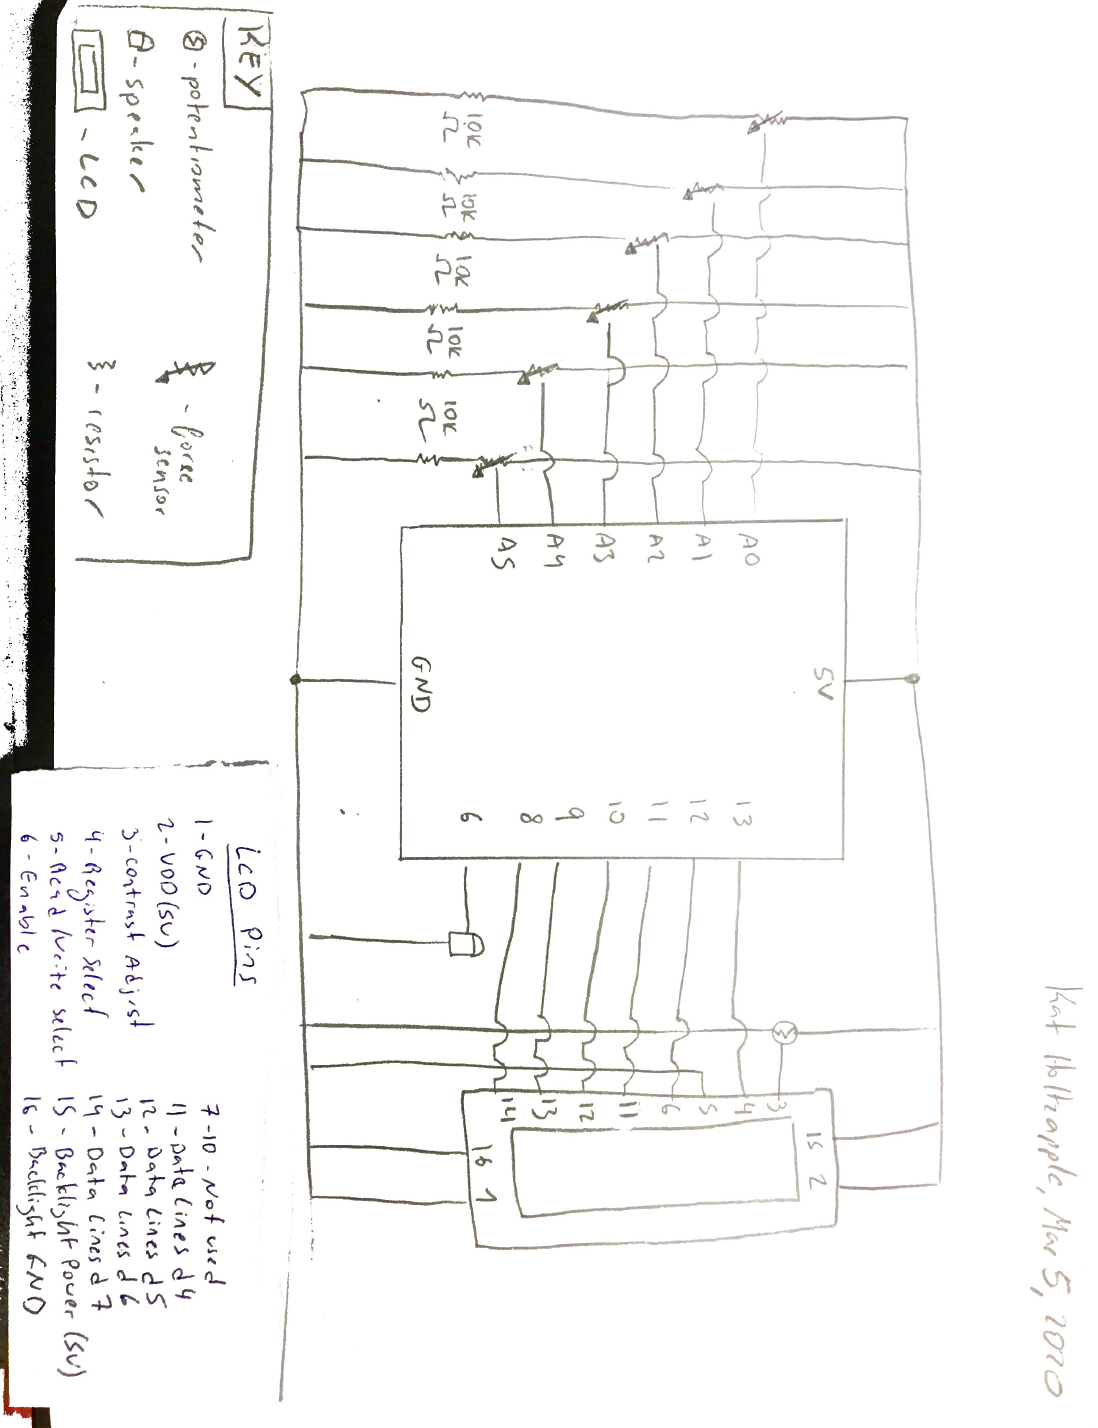 Kat Holtzapple, Mar 5, 2020
5V
A0
A1
A2
A3
A4
A5
13
12
11
10
9
8
6
GND
10K
Ω
10K
Ω
10K
Ω
10K
Ω
10K
Ω
3
4
5
6
11
12
13
14
15
2
16
1
KEY
- potentiometer
- speaker
- LCD
- force
sensor
- resistor
LCD Pins
1 - GND
2 - VDD (5V)
3 - contrast Adjust
4 - Register select
5 - Read/write select
6 - Enable
7-10 - Not used
11 - Data Lines d4
12 - Data Lines d5
13 - Data Lines d6
14 - Data Lines d7
15 - Backlight Power (5V)
16 - Backlight GND